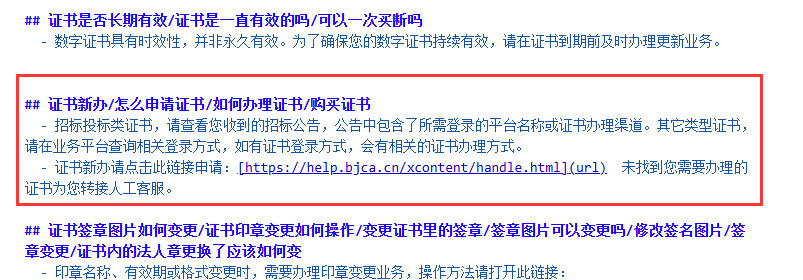 ## 证书是否长期有效/证书是一直有效的吗/可以一次买断吗
- 数字证书具有时效性，并非永久有效。为了确保您的数字证书持续有效，请在证书到期前及时办理更新业务。
## 证书新办/怎么申请证书/如何办理证书/购买证书
- 招标投标类证书，请查看您收到的招标公告，公告中包含了所需登录的平台名称或证书办理渠道。其它类型证书，
请在业务平台查询相关登录方式，如有证书登录方式，会有相关的证书办理方式。
- 证书新办请点击此链接申请：[https://help.bjca.cn/xcontent/handle.html](url) 未找到您需要办理的
证书为您转接人工客服。
## 证书签章图片如何变更/证书印章变更如何操作/变更证书里的签章/签章图片可以变更吗/修改签名图片/签
章变更/证书内的法人章更换了应该如何变
- 印章名称、有效期或格式变更时，需要办理印章变更业务，操作方法请打开此链接：